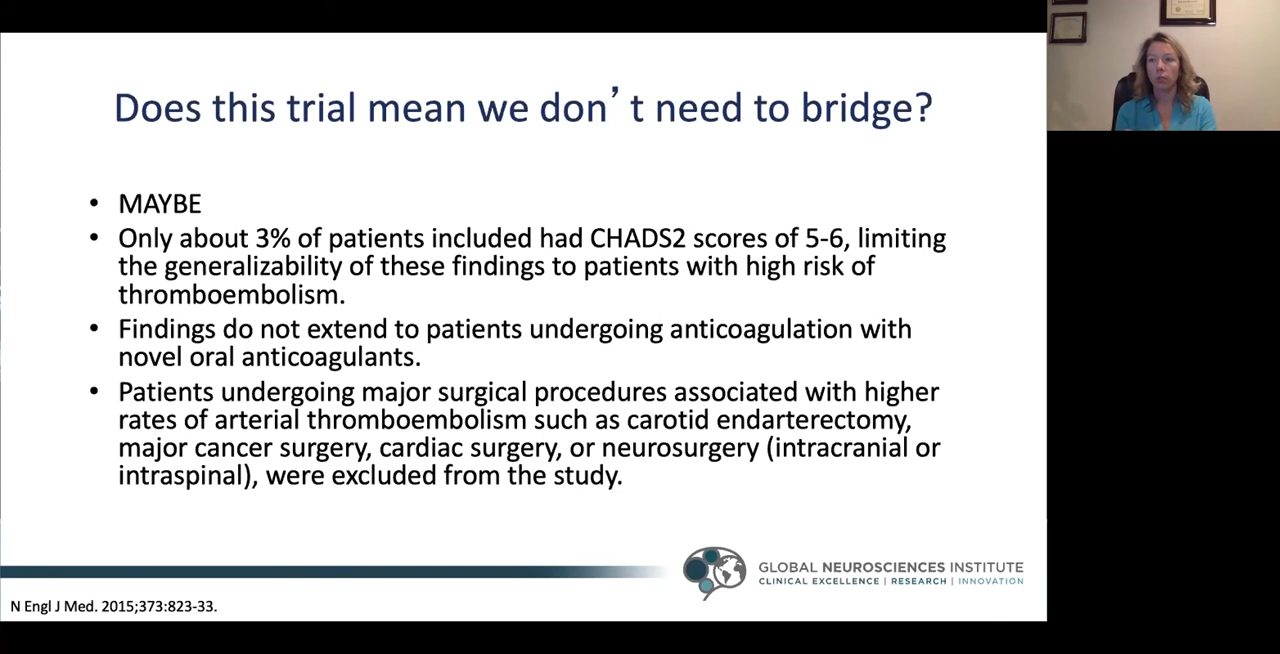 Does this trial mean we don’t need to bridge?
• MAYBE
• Only about 3% of patients included had CHADS2 scores of 5-6, limiting
the generalizability of these findings to patients with high risk of
thromboembolism.
• Findings do not extend to patients undergoing anticoagulation with
novel oral anticoagulants.
• Patients undergoing major surgical procedures associated with higher
rates of arterial thromboembolism such as carotid endarterectomy,
major cancer surgery, cardiac surgery, or neurosurgery (intracranial or
intraspinal), were excluded from the study.
GLOBAL NEUROSCIENCES INSTITUTE
CLINICAL EXCELLENCE | RESEARCH | INNOVATION
N Engl J Med. 2015;373:823-33.